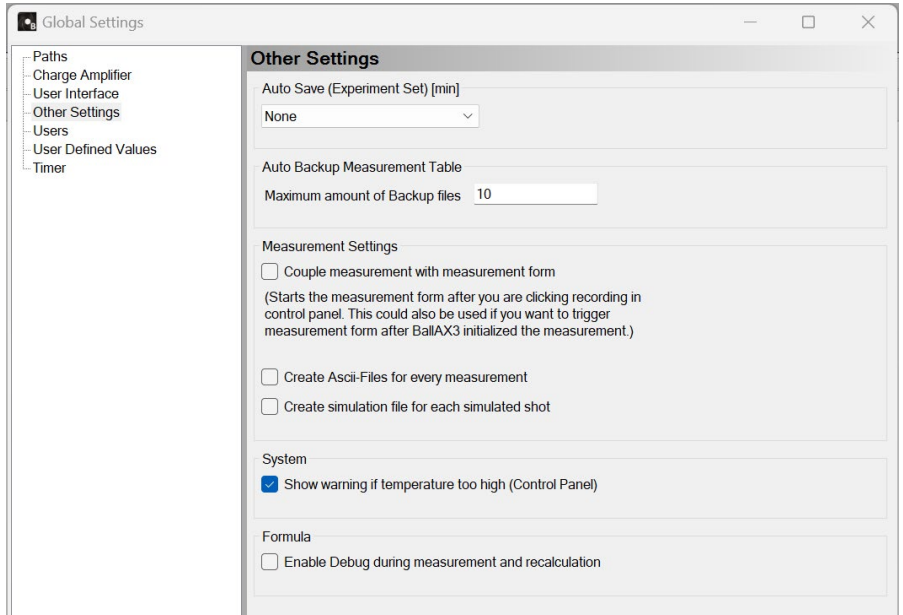 Global Settings
Paths
Charge Amplifier
User Interface
Other Settings
Users
User Defined Values
Timer
Other Settings
Auto Save (Experiment Set) [min]
None
Auto Backup Measurement Table
Maximum amount of Backup files 10
Measurement Settings
Couple measurement with measurement form
(Starts the measurement form after you are clicking recording in
control panel. This could also be used if you want to trigger
measurement form after BallAX3 initialized the measurement.)
Create Ascii-Files for every measurement
Create simulation file for each simulated shot
System
Show warning if temperature too high (Control Panel)
Formula
Enable Debug during measurement and recalculation